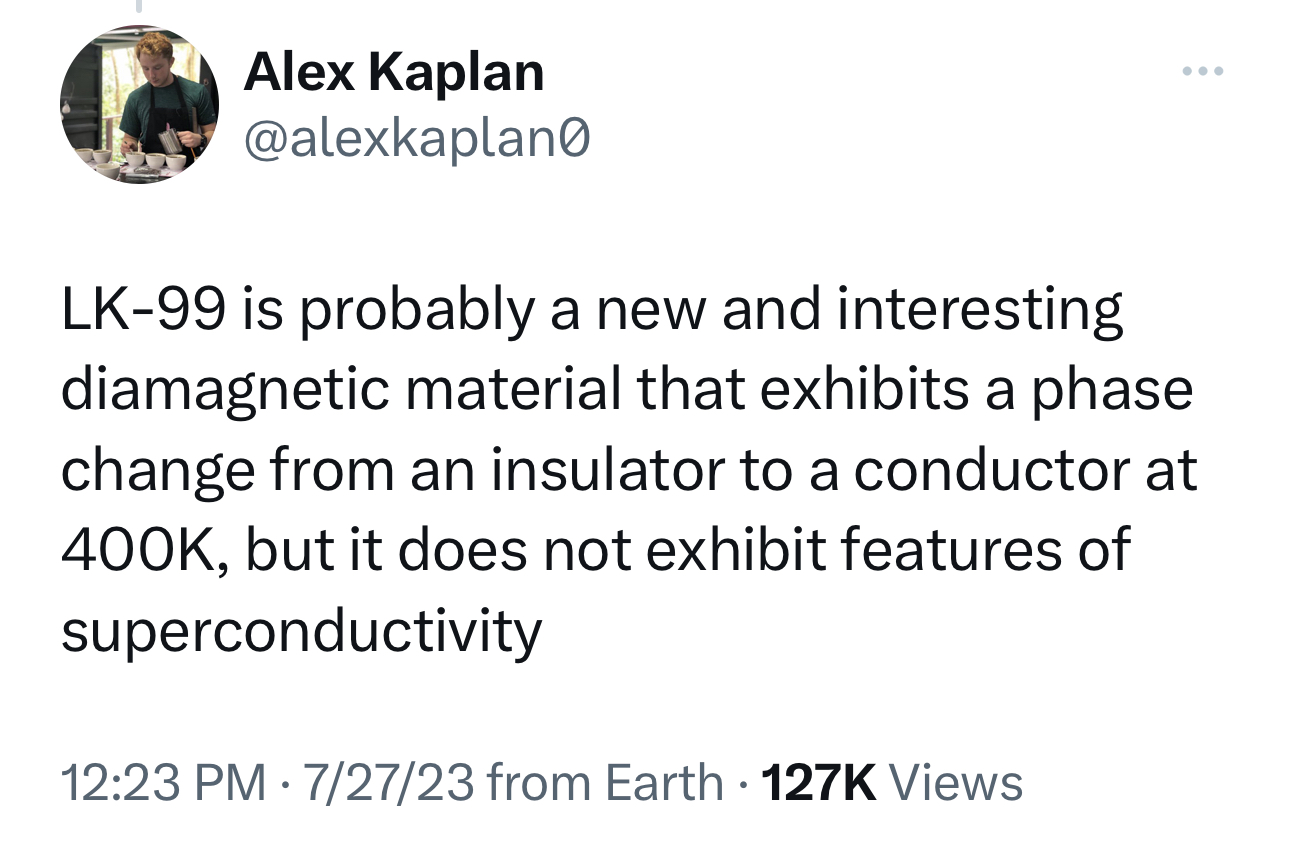 Alex Kaplan
@alexkaplan0
LK-99 is probably a new and interesting
diamagnetic material that exhibits a phase
change from an insulator to a conductor at
400K, but it does not exhibit features of
superconductivity
12:23 PM · 7/27/23 from Earth · 127K Views